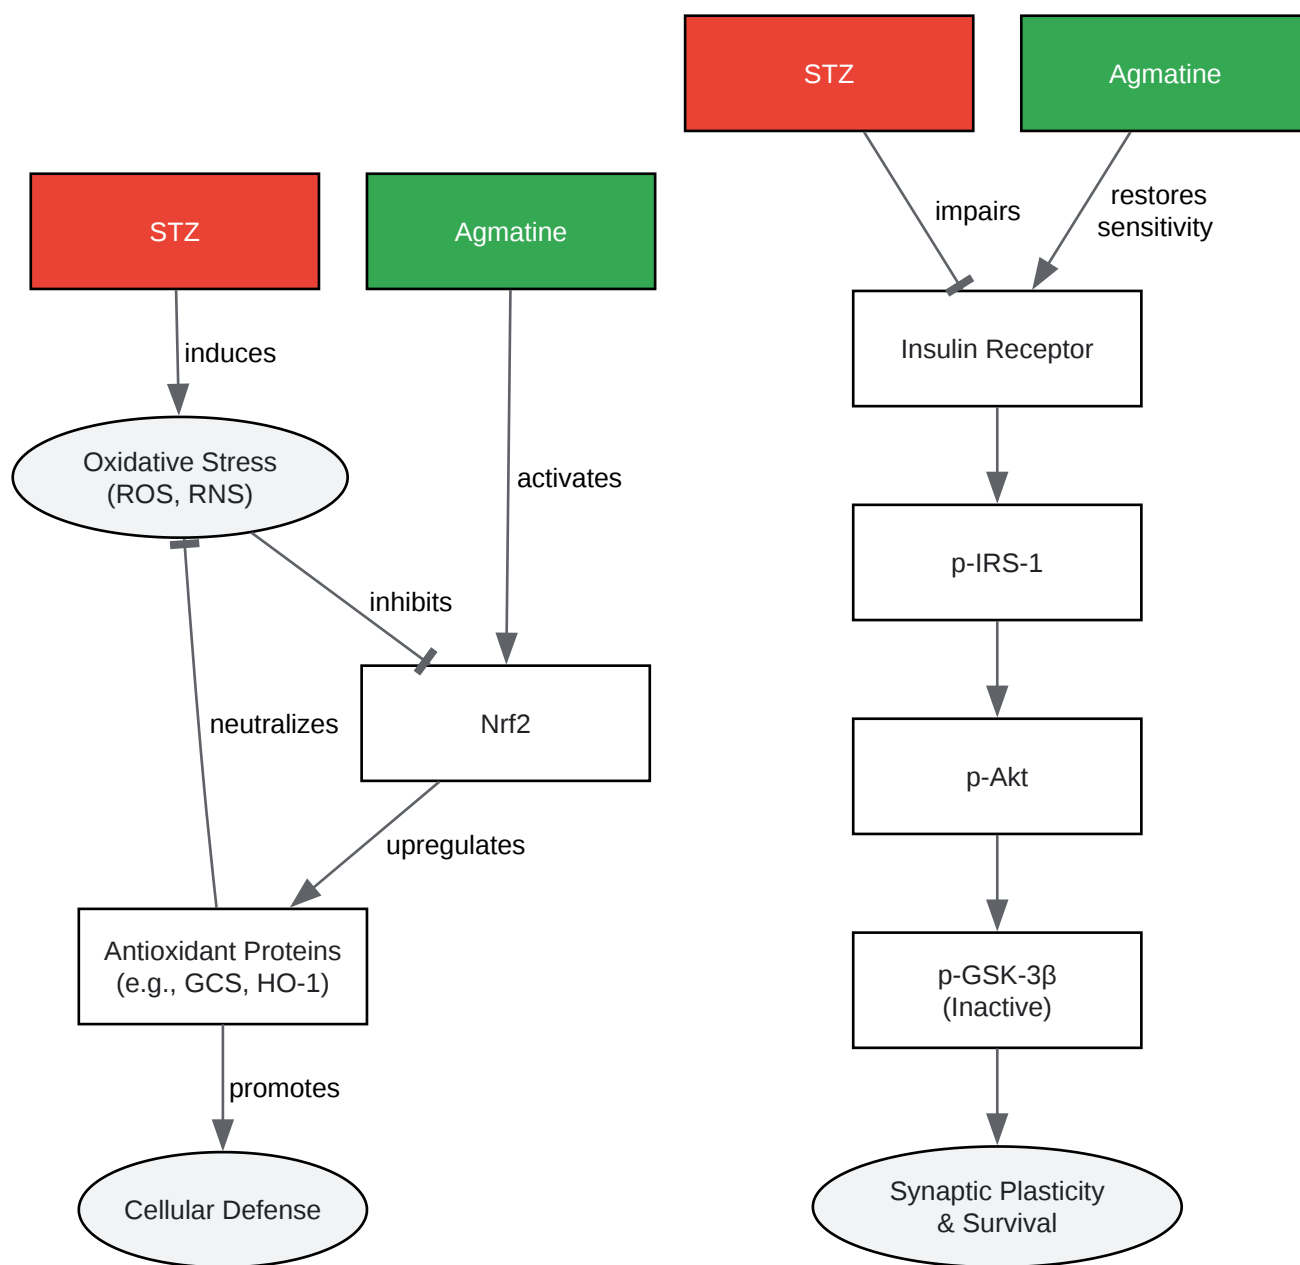 STZ
Agmatine
induces
Oxidative Stress
(ROS, RNS)
activates
inhibits
Nrf2
neutralizes
upregulates
Antioxidant Proteins
(e.g., GCS, HO-1)
promotes
Cellular Defense
STZ
Agmatine
impairs
restores
sensitivity
Insulin Receptor
p-IRS-1
p-Akt
p-GSK-3β
(Inactive)
Synaptic Plasticity
& Survival